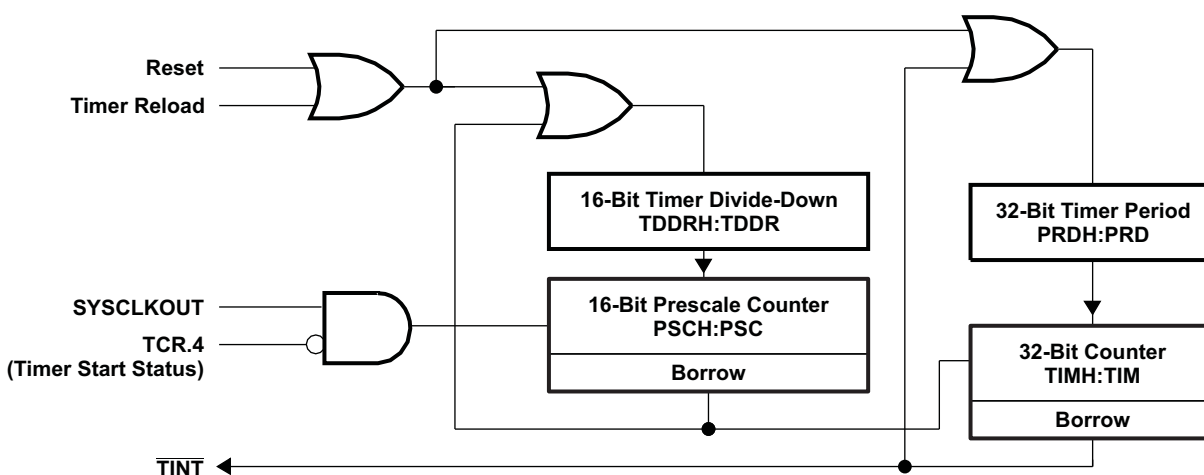 Reset
Timer Reload
16-Bit Timer Divide-Down
TDDRH:TDDR
32-Bit Timer Period
PRDH:PRD
SYSCLKOUT
TCR.4
(Timer Start Status)
16-Bit Prescale Counter
PSCH:PSC
Borrow
32-Bit Counter
TIMH:TIM
Borrow
TINT